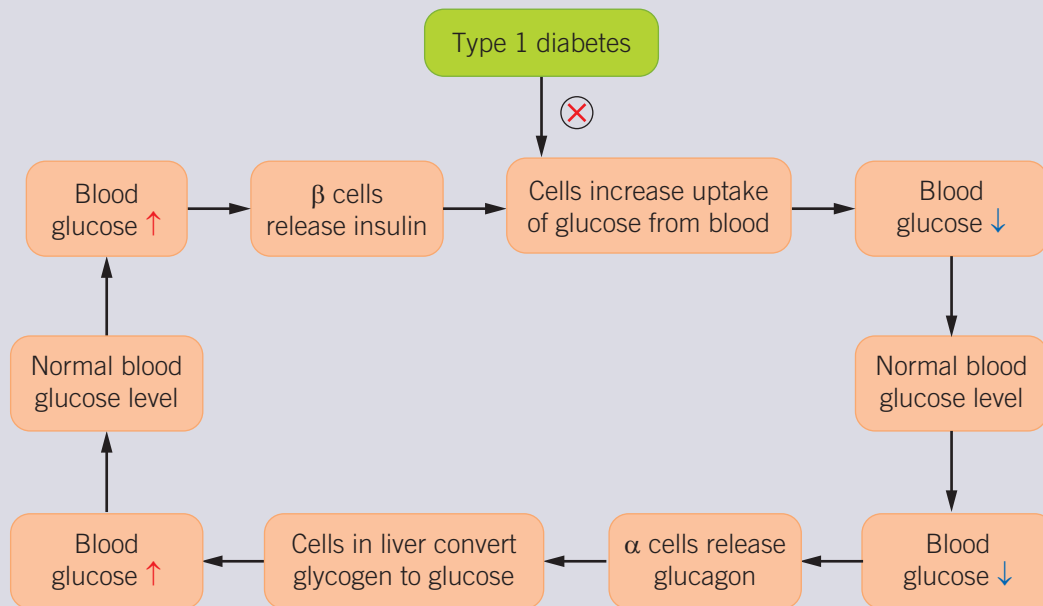 Type 1 diabetes
Blood
glucose ↑
β cells
release insulin
Cells increase uptake
of glucose from blood
Blood
glucose ↓
Normal blood
glucose level
Normal blood
glucose level
Blood
glucose ↑
Cells in liver convert
glycogen to glucose
α cells release
glucagon
Blood
glucose ↓